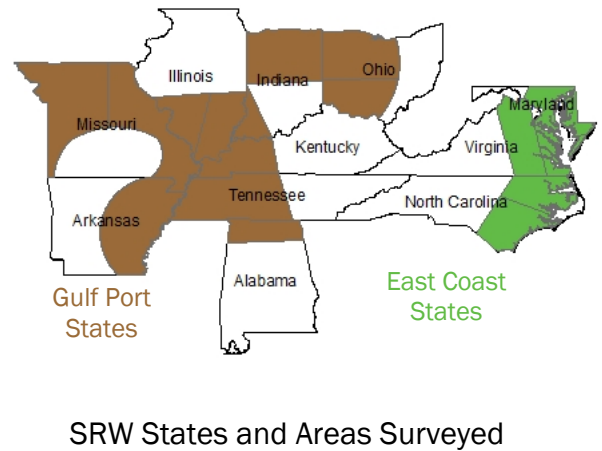 Illinois
Indiana
Ohio
Maryland
Missouri
Kentucky
Virginia
Tennessee
North Carolina
Arkansas
Alabama
Gulf Port
States
East Coast
States
SRW States and Areas Surveyed